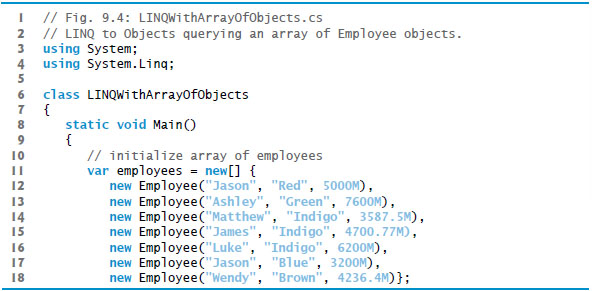 1 // Fig. 9.4: LINQWithArrayOfObjects.cs
2 // LINQ to Objects querying an array of Employee objects.
3 using System;
4 using System.Linq;
5
6 class LINQWithArrayOfObjects
7 {
8 static void Main()
9 {
10 // initialize array of employees
11 var employees = new[] {
12 new Employee("Jason", "Red", 5000M),
13 new Employee("Ashley", "Green", 7600M),
14 new Employee("Matthew", "Indigo", 3587.5M),
15 new Employee("James", "Indigo", 4700.77M),
16 new Employee("Luke", "Indigo", 6200M),
17 new Employee("Jason", "Blue", 3200M),
18 new Employee("Wendy", "Brown", 4236.4M)};